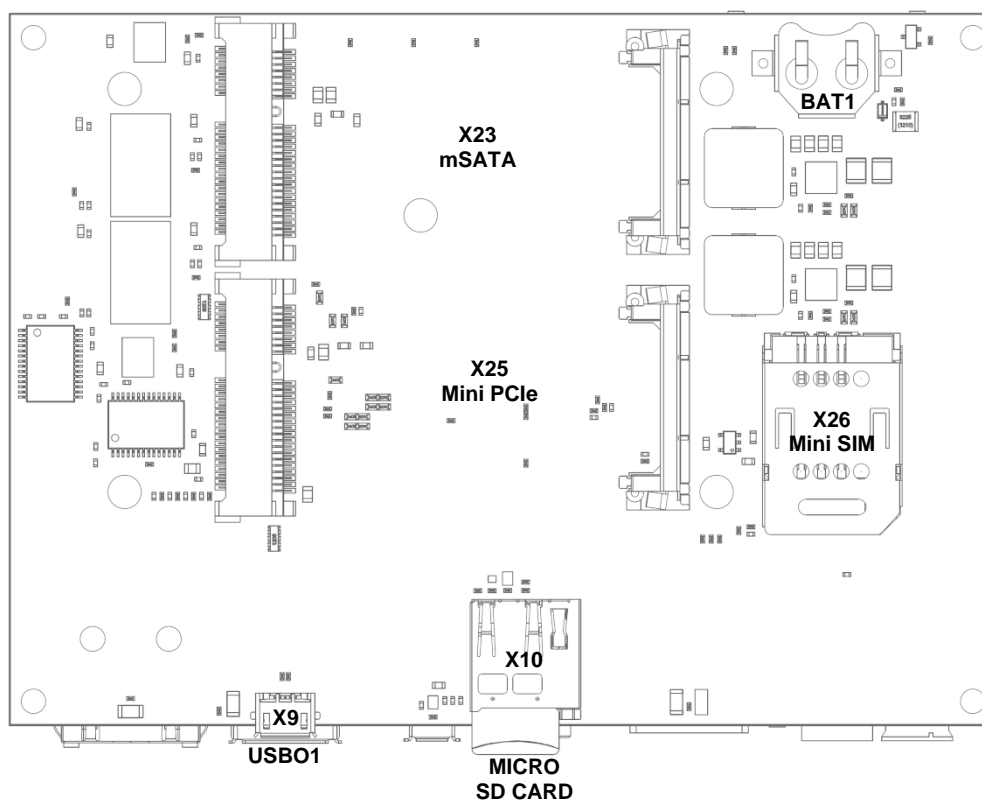 BAT1
X23
mSATA
X25
Mini PCIe
X26
Mini SIM
X10
X9
USBO1
MICRO
SD CARD